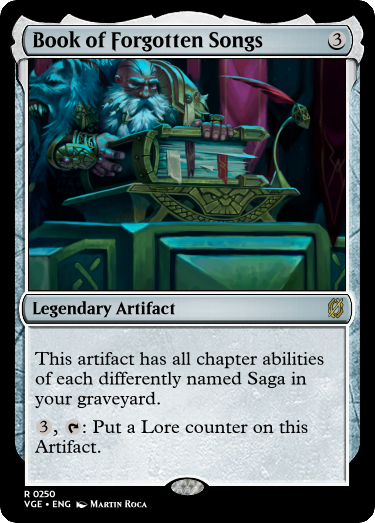 Book of Forgotten Songs 3
Legendary Artifact
This artifact has all chapter abilities
of each differently named Saga in
your graveyard.
3, : Put a Lore counter on this
Artifact.
R 0250
VGE • ENG Martin Roca